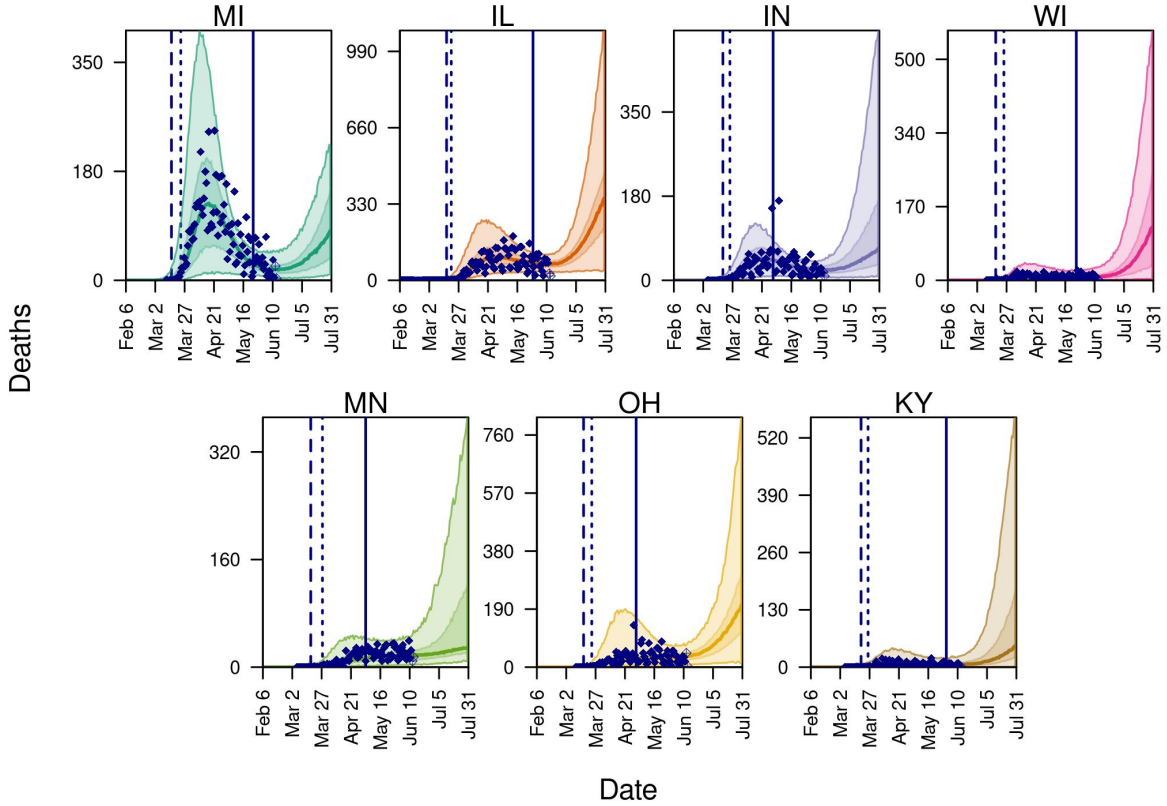 MI IL IN WI
350
180
0
Feb 6
Mar 2
Mar 27
Apr 21
May 16
Jun 10
Jul 5
Jul 31
990
660
330
0
Feb 6
Mar 2
Mar 27
Apr 21
May 16
Jun 10
Jul 5
Jul 31
350
180
0
Feb 6
Mar 2
Mar 27
Apr 21
May 16
Jun 10
Jul 5
Jul 31
500
340
170
0
Feb 6
Mar 2
Mar 27
Apr 21
May 16
Jun 10
Jul 5
Jul 31
Deaths
MN OH KY
320
160
0
Feb 6
Mar 2
Mar 27
Apr 21
May 16
Jun 10
Jul 5
Jul 31
760
570
380
190
0
Feb 6
Mar 2
Mar 27
Apr 21
May 16
Jun 10
Jul 5
Jul 31
520
390
260
130
0
Feb 6
Mar 2
Mar 27
Apr 21
May 16
Jun 10
Jul 5
Jul 31
Date